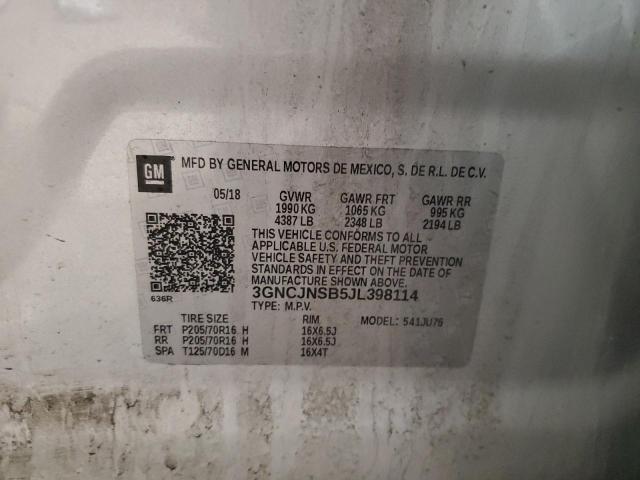 GM MFD BY GENERAL MOTORS DE MEXICO, S. DE R.L. DE C.V.
05/18 GVWR GAWR FRT GAWR RR
1990 KG 1065 KG 995 KG
4387 LB 2348 LB 2194 LB
THIS VEHICLE CONFORMS TO ALL
APPLICABLE U.S. FEDERAL MOTOR
VEHICLE SAFETY AND THEFT PREVENTION
STANDARDS IN EFFECT ON THE DATE OF
MANUFACTURE SHOWN ABOVE.
636R 3GNCJNSB5JL398114
TYPE: M.P.V. MODEL: 541JU76
TIRE SIZE RIM
FRT P205/70R16 H 16X6.5J
RR P205/70R16 H 16X6.5J
SPA T125/70D16 M 16X4T